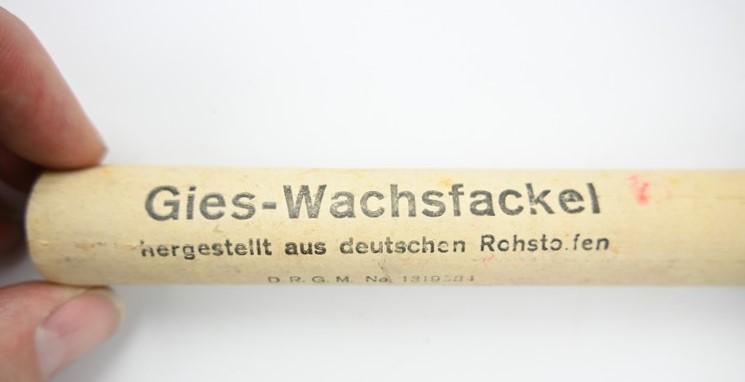 Gies-Wachsfackel
hergestellt aus deutschen Rohstoffen
D. R. G. M. No.